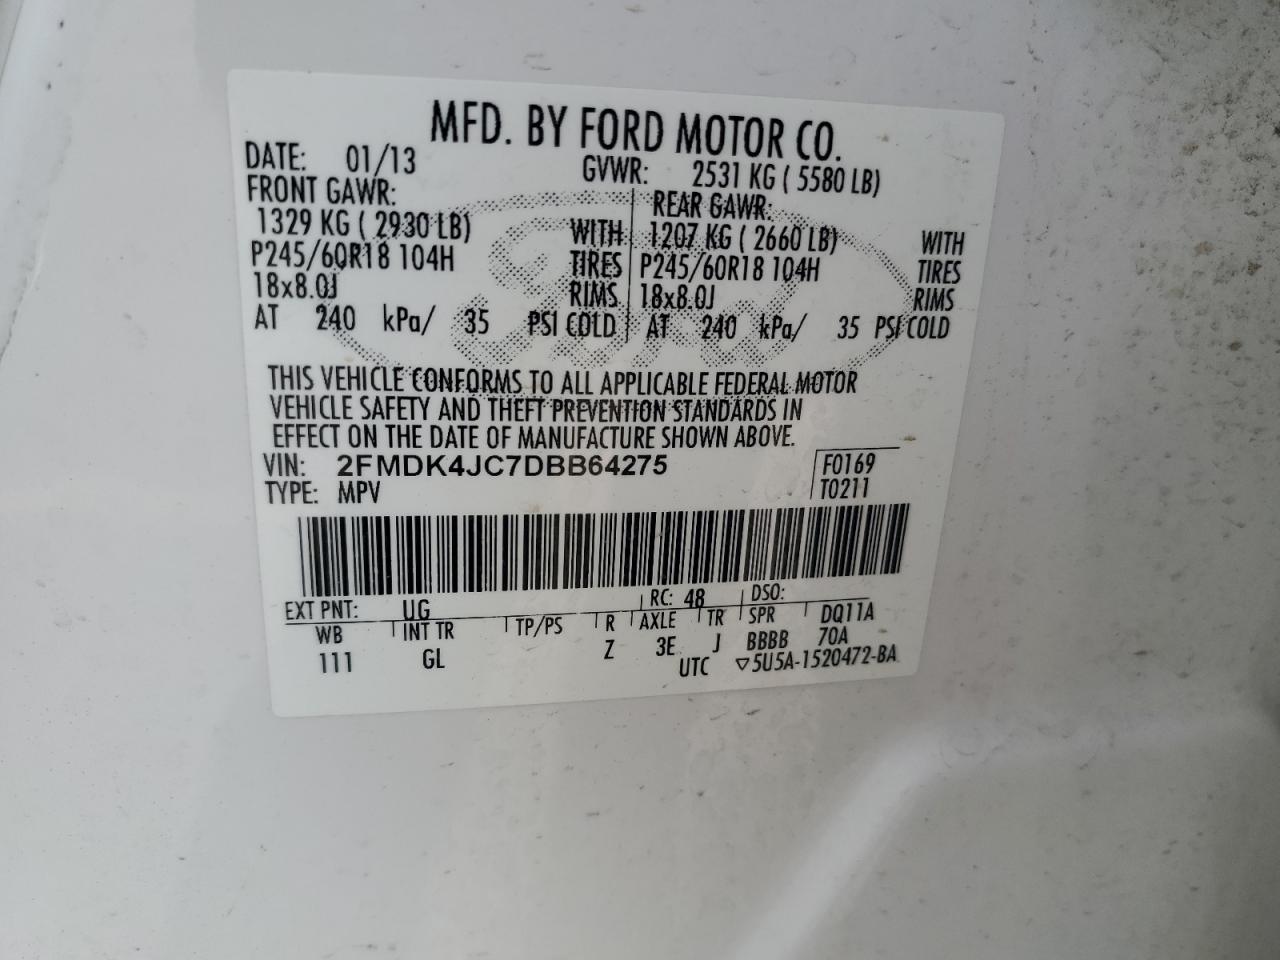 MFD. BY FORD MOTOR CO.
DATE: 01/13 GVWR: 2531 KG ( 5580 LB)
FRONT GAWR: REAR GAWR:
1329 KG ( 2930 LB) WITH 1207 KG ( 2660 LB) WITH
P245/60R18 104H TIRES P245/60R18 104H TIRES
18x8.0J RIMS 18x8.0J RIMS
AT 240 kPa/ 35 PSI COLD AT 240 kPa/ 35 PSI COLD
THIS VEHICLE CONFORMS TO ALL APPLICABLE FEDERAL MOTOR
VEHICLE SAFETY AND THEFT PREVENTION STANDARDS IN
EFFECT ON THE DATE OF MANUFACTURE SHOWN ABOVE.
VIN: 2FMDK4JC7DBB64275 F0169
TYPE: MPV T0211
EXT PNT: UG RC: 48 DSO:
WB INT TR TP/PS R AXLE TR SPR DQ11A
111 GL Z 3E J BBBB 70A
UTC ▽5U5A-1520472-BA
Ford